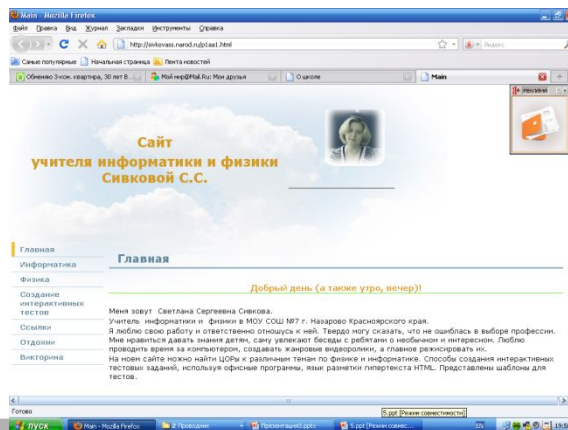 Main - Mozilla Firefox
Файл Правка Вид Журнал Закладки Инструменты Справка
http://sivkovass.narod.ru/p1aa1.html
Яндекс
Самые популярные Начальная страница Лента новостей
Обменяю 3-ком. квартира, 30 лет В... Мой мир@Mail.Ru: Мои друзья О школе Main
Сайт
учителя информатики и физики
Сивковой С.С.
Главная
Информатика
Физика
Создание
интерактивных
тестов
Ссылки
Отдохни
Викторина
Главная
Добрый день (а также утро, вечер)!
Меня зовут Светлана Сергеевна Сивкова.
Учитель информатики и физики в МОУ СОШ №7 г. Назарово Красноярского края.
Я люблю свою работу и ответственно отношусь к ней. Твердо могу сказать, что не ошиблась в выборе профессии.
Мне нравиться давать знания детям, саму увлекают беседы с ребятами о необычном и интересном. Люблю
проводить время за компьютером, создавать жанровые видеоролики, а главное режисировать их.
На моем сайте можно найти ЦОРы к различным темам по физике и информатике. Способы создания интерактивных
тестовых заданий, используя офисные программы, язык разметки гипертекста HTML. Представлены шаблоны для
тестов.
Готово
5.ppt [Режим совместимости]
пуск Main - Mozilla Firefox 2 Проводник Презентация3.pptx 5.ppt [Режим совмес... EN